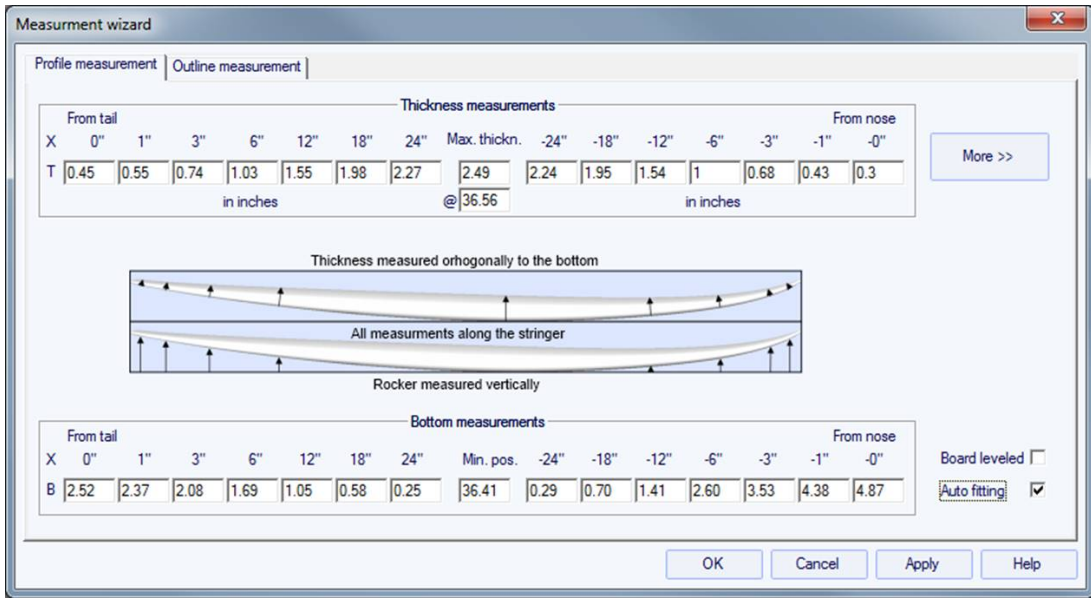 Measurment wizard
Profile measurement Outline measurement
Thickness measurements
From tail From nose
X 0" 1" 3" 6" 12" 18" 24" Max. thickn. -24" -18" -12" -6" -3" -1" -0"
T 0.45 0.55 0.74 1.03 1.55 1.98 2.27 2.49 2.24 1.95 1.54 1 0.68 0.43 0.3
in inches @ 36.56 in inches
More >>
Thickness measured orhogonally to the bottom
All measurments along the stringer
Rocker measured vertically
Bottom measurements
From tail From nose
X 0" 1" 3" 6" 12" 18" 24" Min. pos. -24" -18" -12" -6" -3" -1" -0"
B 2.52 2.37 2.08 1.69 1.05 0.58 0.25 36.41 0.29 0.70 1.41 2.60 3.53 4.38 4.87
Board leveled
Auto fitting
OK Cancel Apply Help